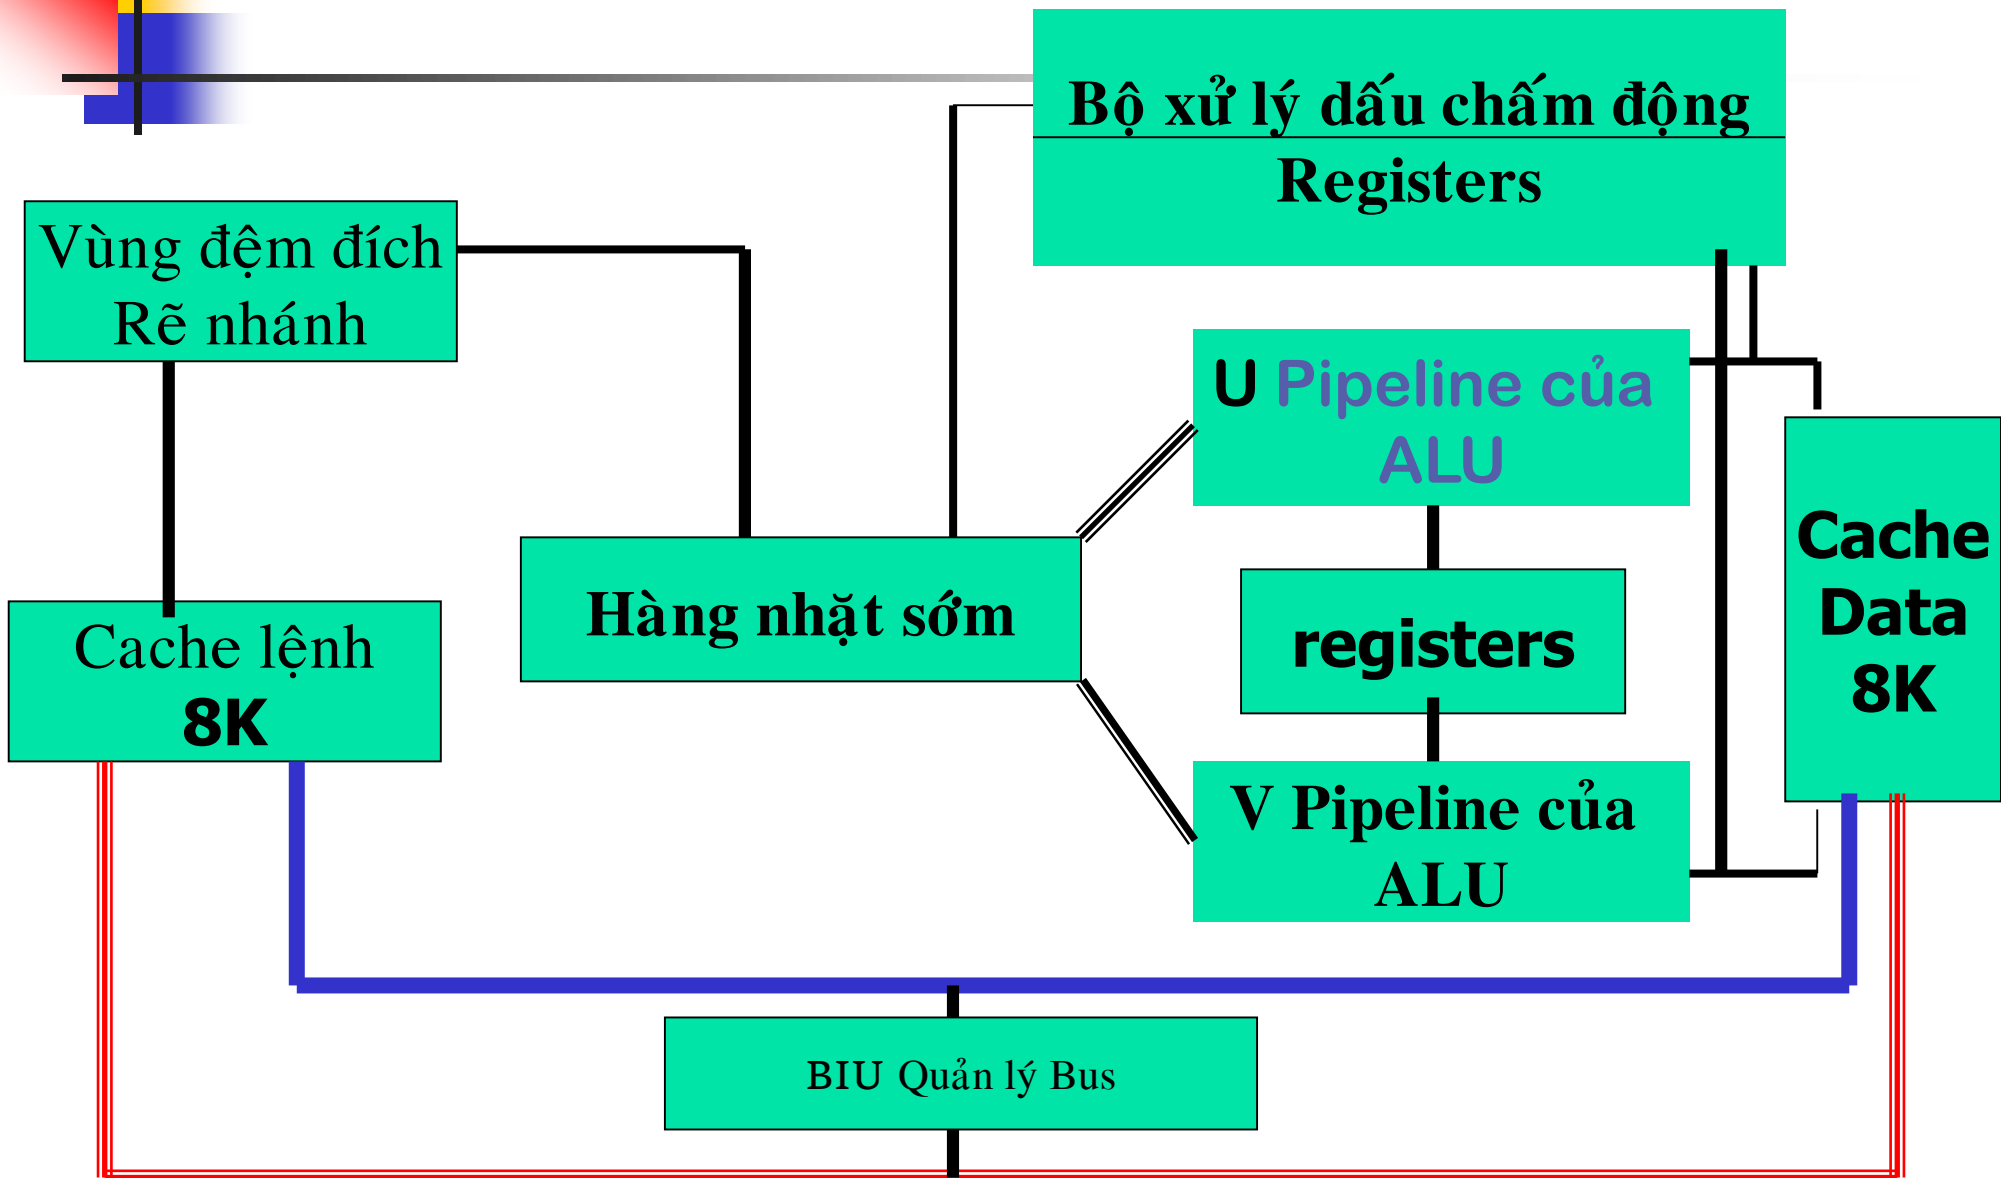 Bộ xử lý dấu chấm động
Registers
Vùng đệm đích
Rẽ nhánh
U Pipeline của
ALU
Cache
Data
8K
Hàng nhặt sớm
registers
Cache lệnh
8K
V Pipeline của
ALU
BIU Quản lý Bus